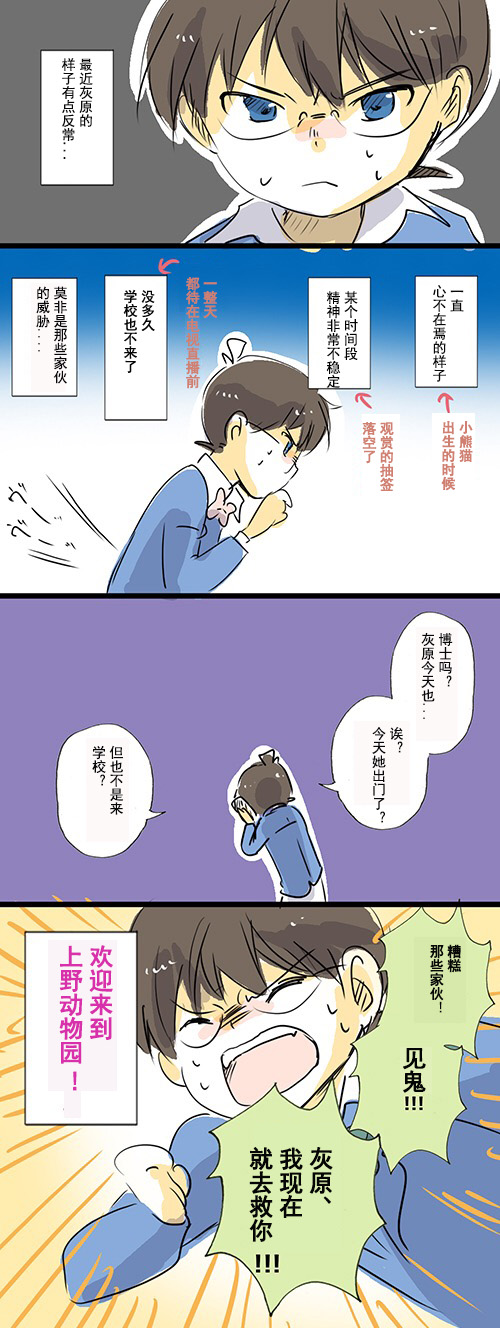 最近灰原的
样子有点反常...
一直
心不在焉的样子
小熊猫
出生的时候
某个时间段
精神非常不稳定
观赏的抽签
落空了
没多久
学校也不来了
一整天
都待在电视直播前
莫非是那些家伙
的威胁...
博士吗？
灰原今天也...
诶？
今天她出门了？
但也不是来
学校？
糟糕
那些家伙！
见鬼
!!!
灰原、
我现在
就去救你
!!!
欢迎来到
上野动物园！